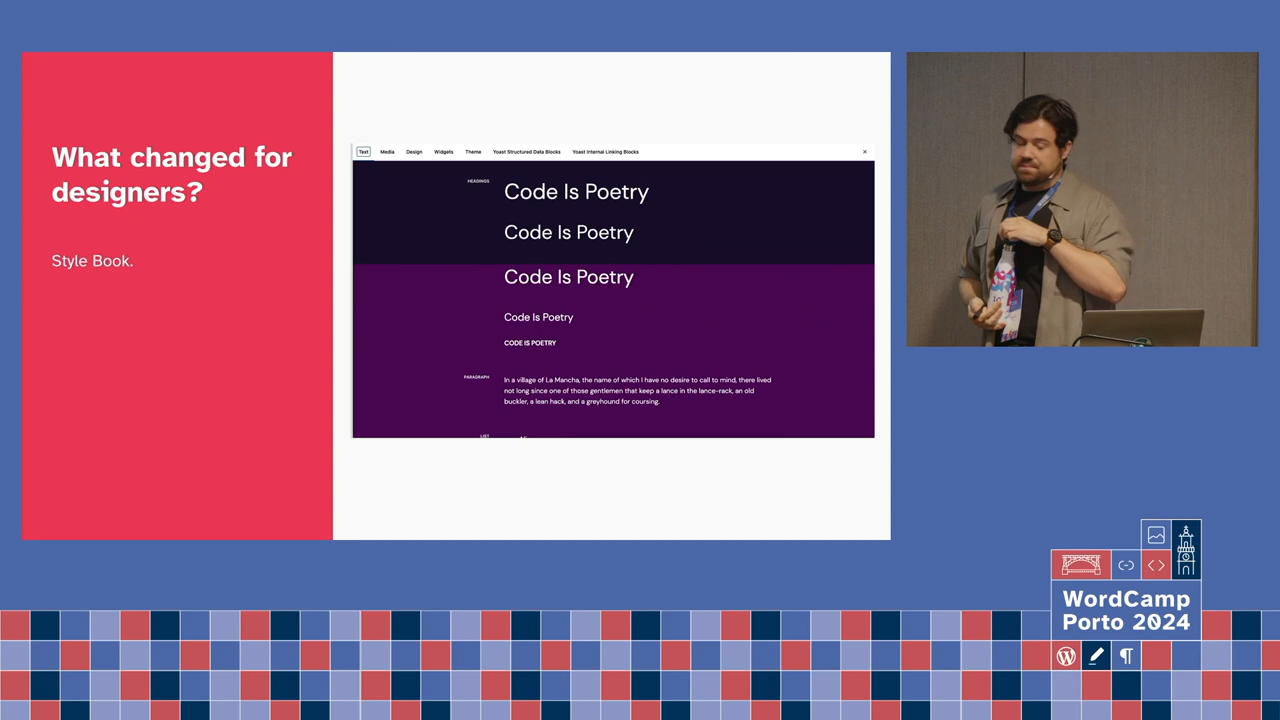 What changed for
designers?
Style Book.
Text Media Design Widgets Theme Yoast Structured Data Blocks Yoast Internal Linking Blocks ×
HEADINGS
Code Is Poetry
Code Is Poetry
Code Is Poetry
Code Is Poetry
CODE IS POETRY
PARAGRAPH
In a village of La Mancha, the name of which I have no desire to call to mind, there lived
not long since one of those gentlemen that keep a lance in the lance-rack, an old
buckler, a lean hack, and a greyhound for coursing.
LIST
WordCamp
Porto 2024